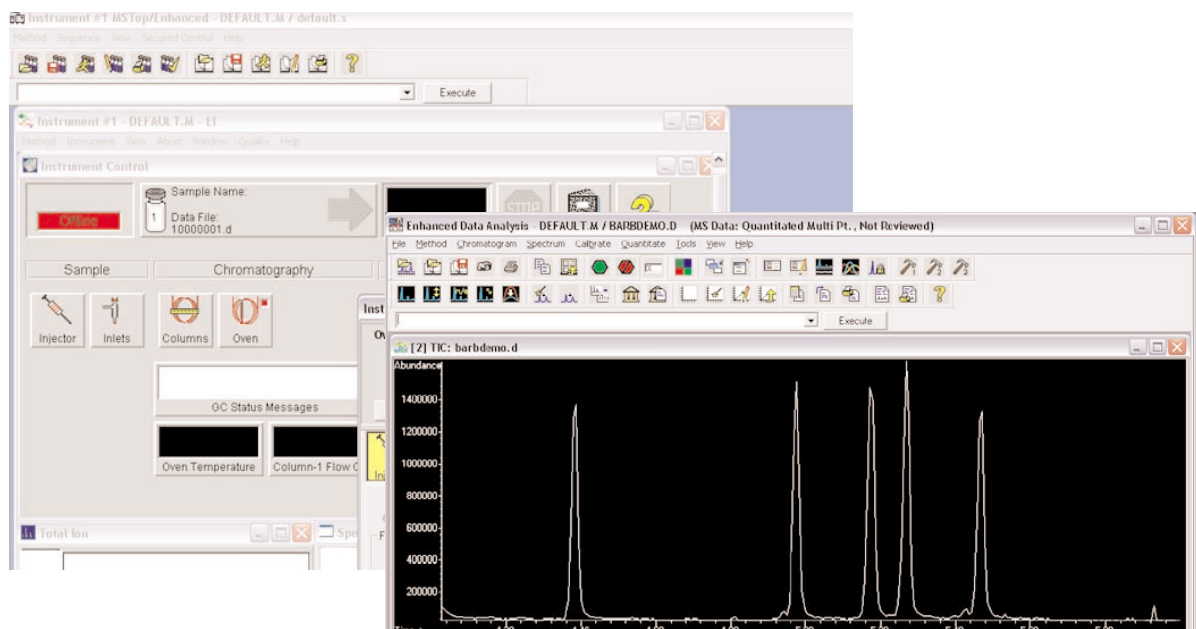 Instrument #1 MSTop/Enhanced - DEFAULT.M / default.s
Method Sequence View Secured Control Help
Execute
Instrument #1 - DEFAULT.M - EI
Method Instrument View Abort Window Qualify Help
Instrument Control
Offline
1
Sample Name:
Data File:
10000001.d
STOP
Sample
Chromatography
Injector
Inlets
Columns
Oven
GC Status Messages
Oven Temperature
Column-1 Flow
Total Ion
Enhanced Data Analysis - DEFAULT.M / BARBDEMO.D (MS Data: Quantitated Multi Pt., Not Reviewed)
File Method Chromatogram Spectrum Calibrate Quantitate Tools View Help
Execute
[2] TIC: barbdemo.d
Abundance
1400000
1200000
1000000
800000
600000
400000
200000